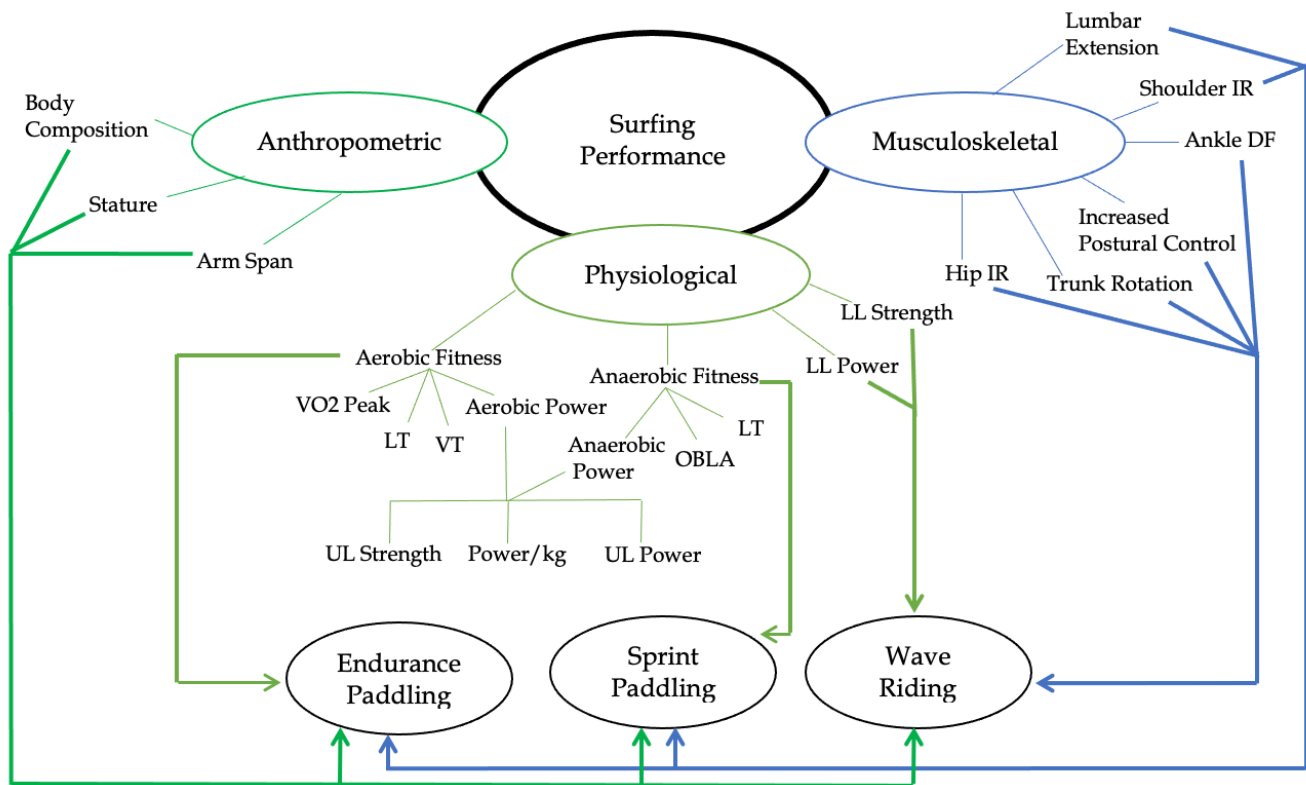 Surfing
Performance
Anthropometric
Body
Composition
Stature
Arm Span
Musculoskeletal
Lumbar
Extension
Shoulder IR
Ankle DF
Increased
Postural Control
Trunk Rotation
Hip IR
Physiological
LL Strength
LL Power
Aerobic Fitness
VO2 Peak
LT
VT
Aerobic Power
Anaerobic Fitness
Anaerobic
Power
OBLA
LT
UL Strength
Power/kg
UL Power
Endurance
Paddling
Sprint
Paddling
Wave
Riding